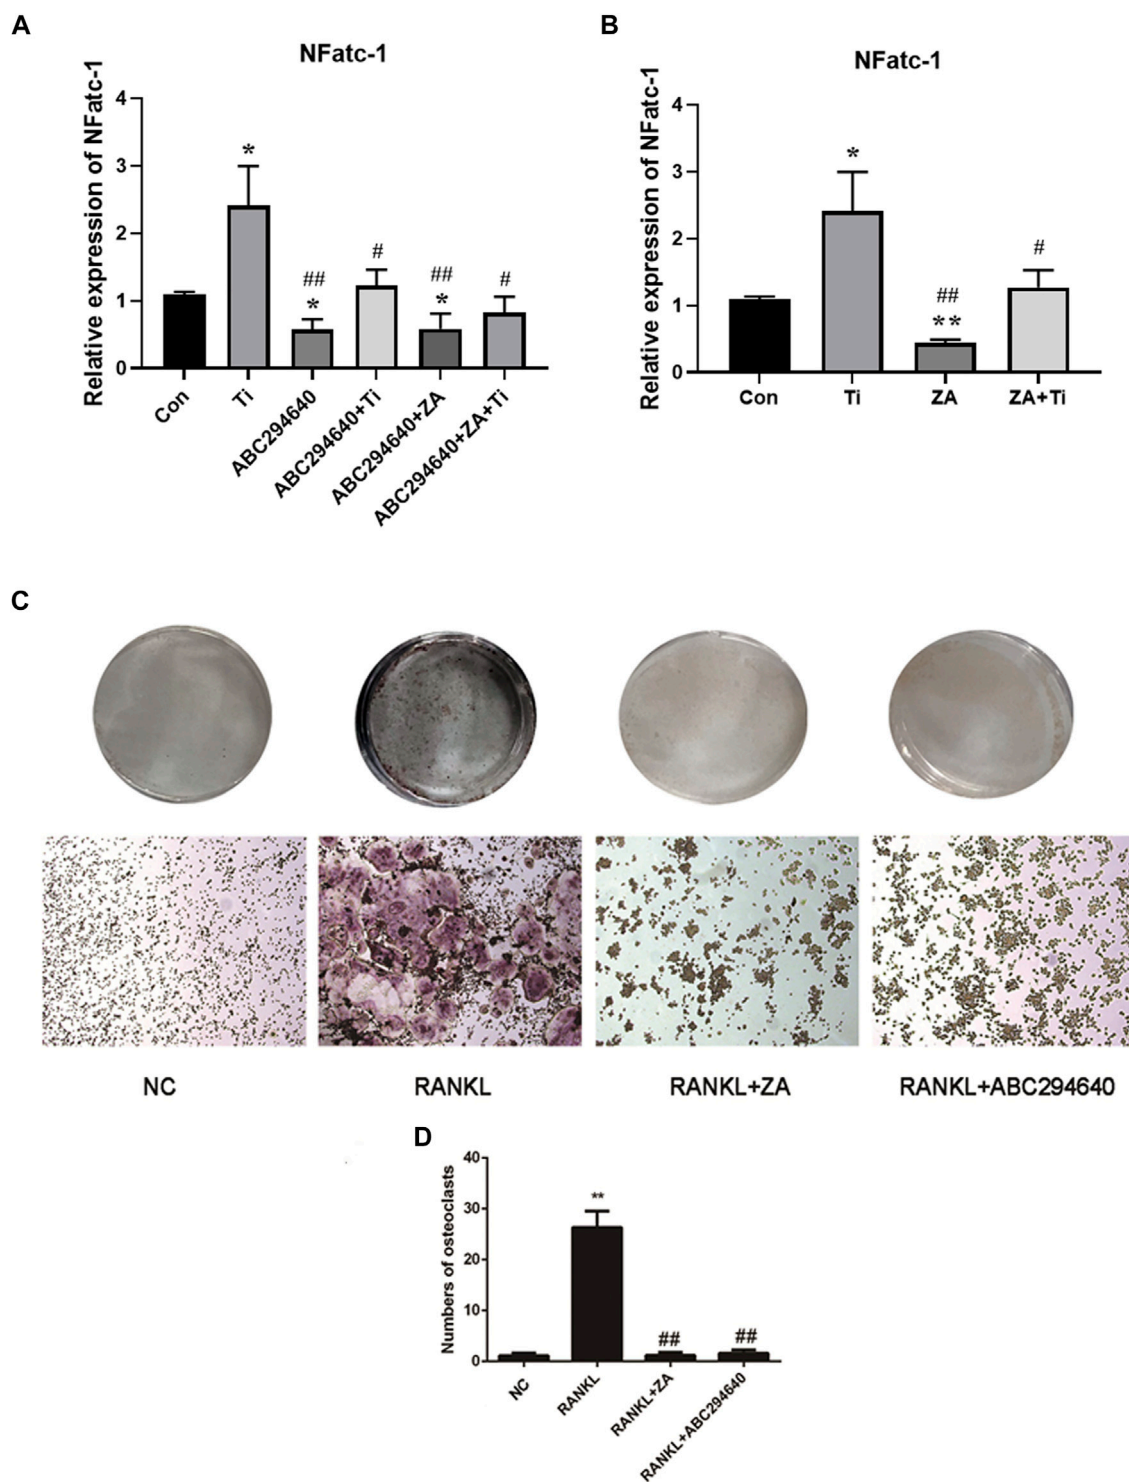 A
NFatc-1
Relative expression of NFatc-1
4
3
2
1
0
*
##
*
#
##
*
#
Con
Ti
ABC294640
ABC294640+Ti
ABC294640+ZA
ABC294640+ZA+Ti
B
NFatc-1
Relative expression of NFatc-1
4
3
2
1
0
*
##
**
#
Con Ti ZA ZA+Ti
C
NC RANKL RANKL+ZA RANKL+ABC294640
D
Numbers of osteoclasts
40
30
20
10
0
**
##
##
NC
RANKL
RANKL+ZA
RANKL+ABC294640